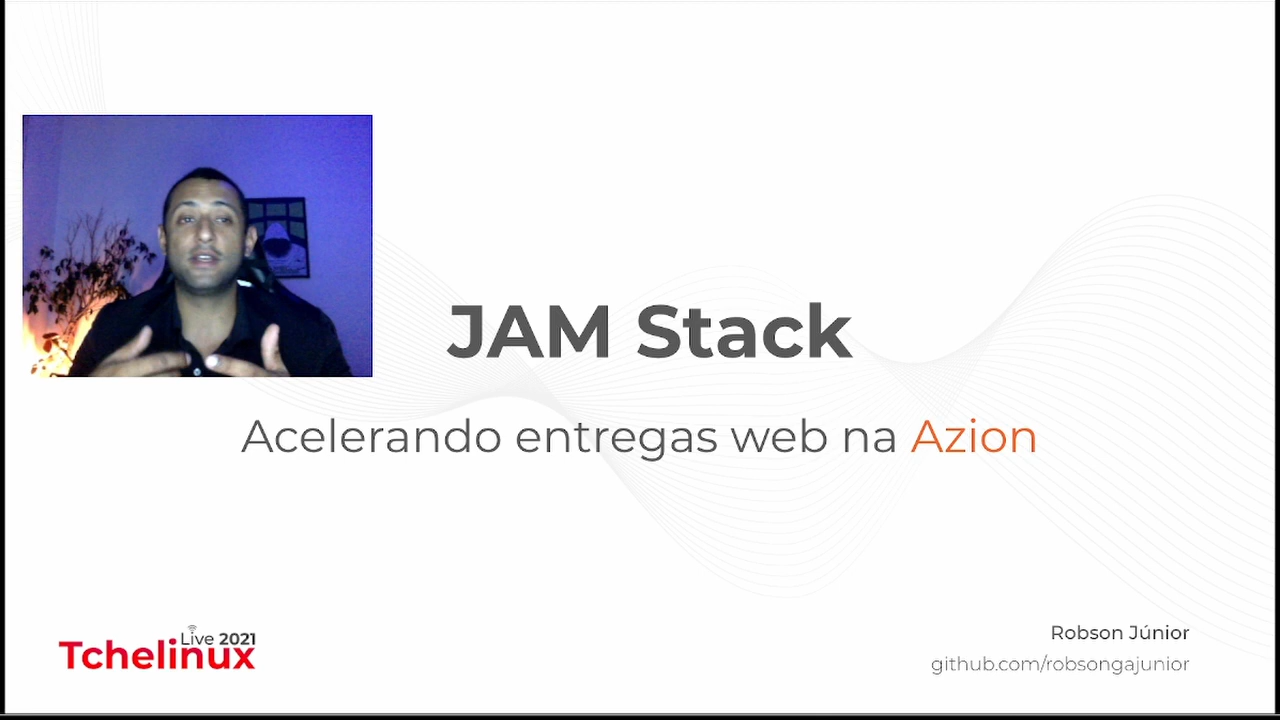 JAM Stack
Acelerando entregas web na Azion
Live 2021
Tchelinux
Robson Júnior
github.com/robsongajunior